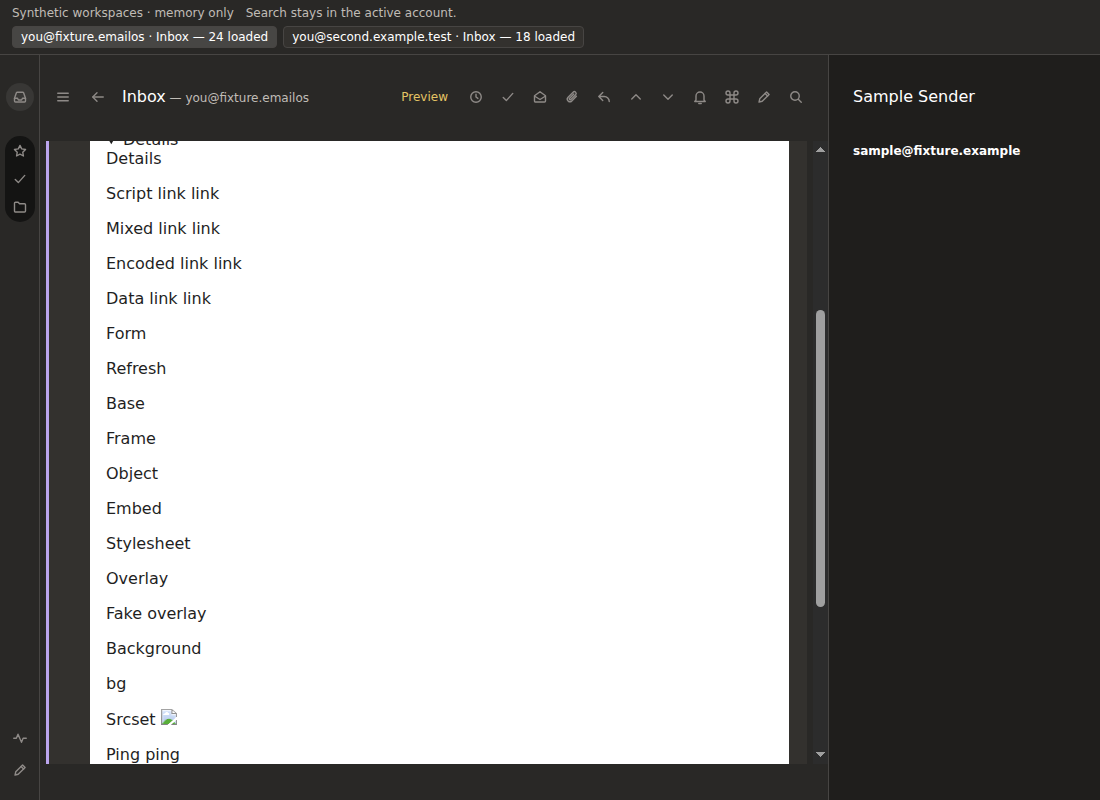 Synthetic workspaces · memory only Search stays in the active account.
you@fixture.emailos · Inbox — 24 loaded
you@second.example.test · Inbox — 18 loaded
Inbox — you@fixture.emailos
Preview
Sample Sender
sample@fixture.example
Details
Details
Script link link
Mixed link link
Encoded link link
Data link link
Form
Refresh
Base
Frame
Object
Embed
Stylesheet
Overlay
Fake overlay
Background
bg
Srcset
Ping ping